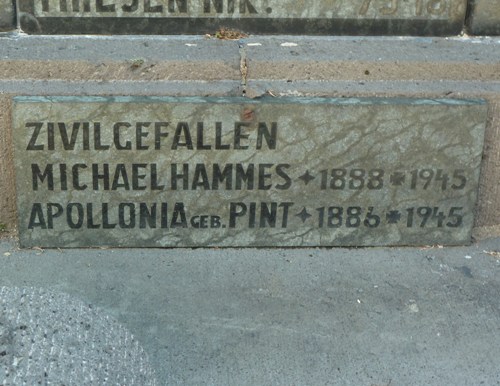 ZIVILGEFALLEN
MICHAEL HAMMES ✦ 1888 ✠ 1945
APOLLONIA GEB. PINT ✦ 1886 ✠ 1945